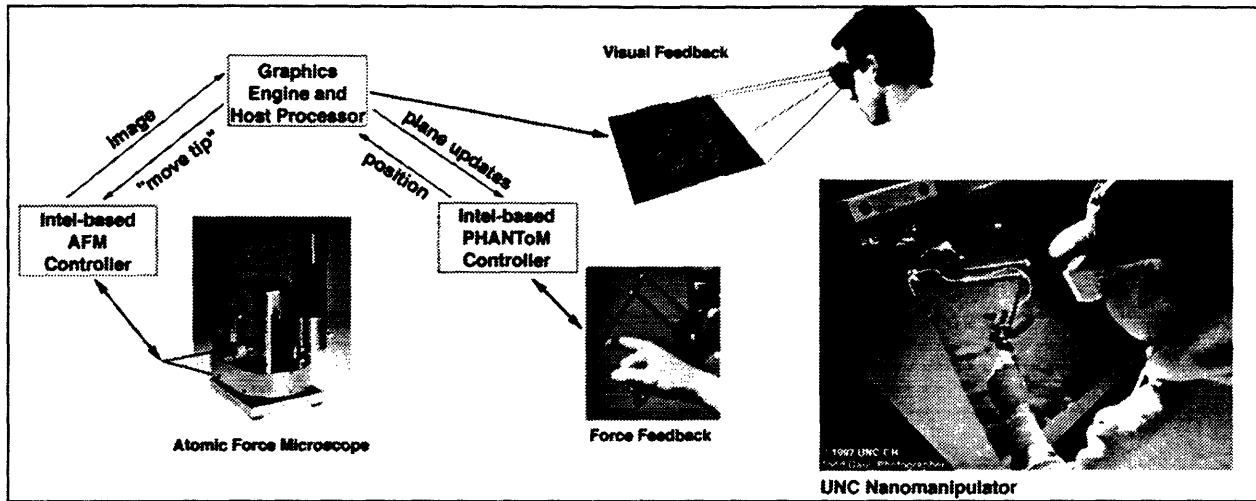 Visual Feedback
Graphics
Engine and
Host Processor
Image
"move tip"
plane updates
position
Intel-based
AFM
Controller
Intel-based
PHANToM
Controller
Atomic Force Microscope
Force Feedback
1997 UNC
Photographer
UNC Nanomanipulator